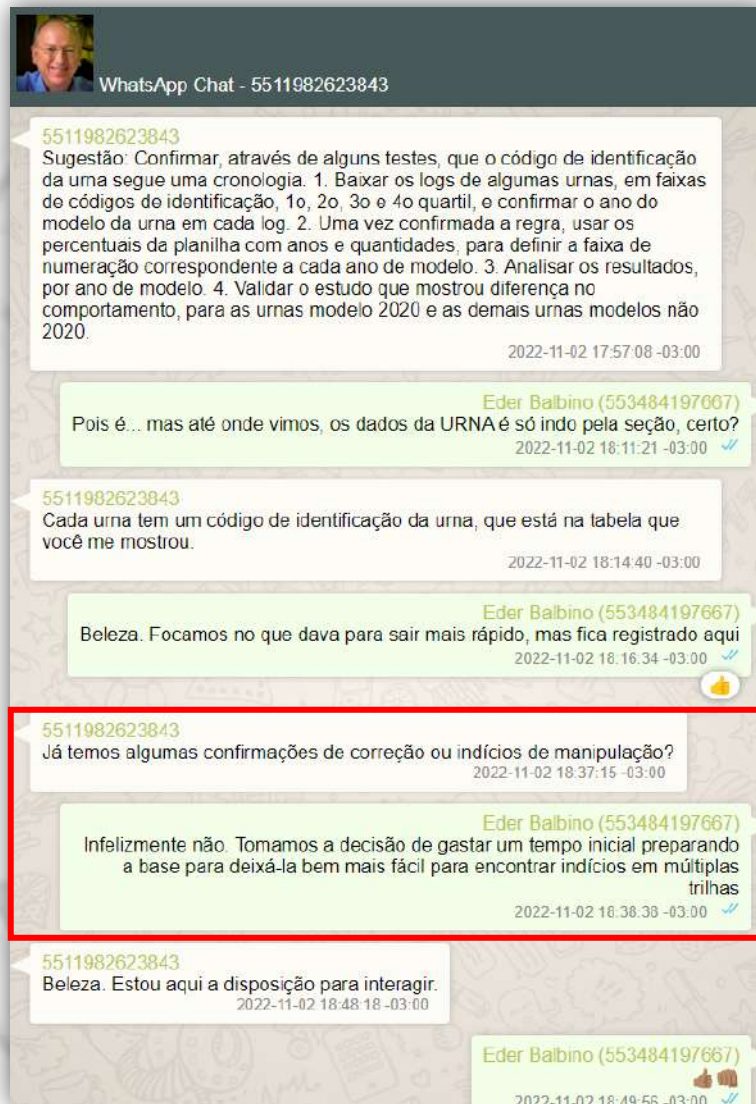 WhatsApp Chat - 5511982623843
5511982623843
Sugestão: Confirmar, através de alguns testes, que o código de identificação
da urna segue uma cronologia. 1. Baixar os logs de algumas urnas, em faixas
de códigos de identificação, 1o, 2o, 3o e 4o quartil, e confirmar o ano do
modelo da urna em cada log. 2. Uma vez confirmada a regra, usar os
percentuais da planilha com anos e quantidades, para definir a faixa de
numeração correspondente a cada ano de modelo. 3. Analisar os resultados,
por ano de modelo. 4. Validar o estudo que mostrou diferença no
comportamento, para as urnas modelo 2020 e as demais urnas modelos não
2020.
2022-11-02 17:57:08 -03:00
Eder Balbino (553484197667)
Pois é... mas até onde vimos, os dados da URNA é só indo pela seção, certo?
2022-11-02 18:11:21 -03:00
5511982623843
Cada urna tem um código de identificação da urna, que está na tabela que
você me mostrou.
2022-11-02 18:14:40 -03:00
Eder Balbino (553484197667)
Beleza. Focamos no que dava para sair mais rápido, mas fica registrado aqui
2022-11-02 18:16:34 -03:00
5511982623843
Já temos algumas confirmações de correção ou indícios de manipulação?
2022-11-02 18:37:15 -03:00
Eder Balbino (553484197667)
Infelizmente não. Tomamos a decisão de gastar um tempo inicial preparando
a base para deixá-la bem mais fácil para encontrar indícios em múltiplas
trilhas
2022-11-02 18:38:38 -03:00
5511982623843
Beleza. Estou aqui a disposição para interagir.
2022-11-02 18:48:18 -03:00
Eder Balbino (553484197667)
2022-11-02 18:49:56 -03:00